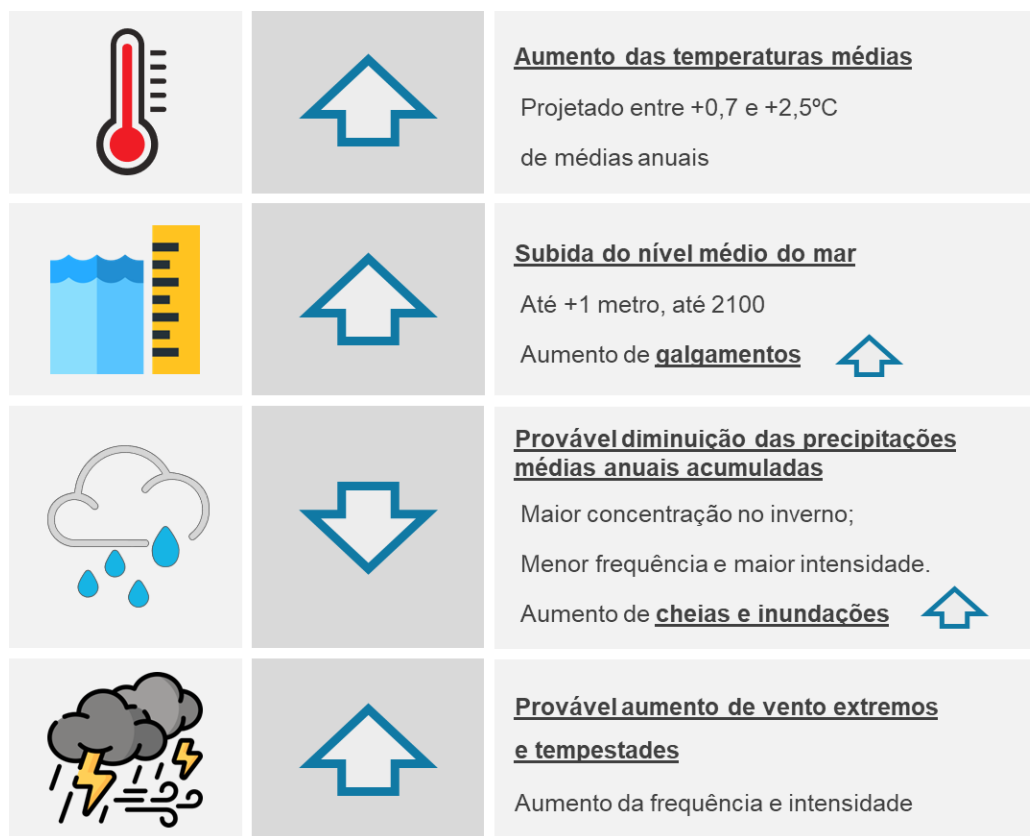 Aumento das temperaturas médias
Projetado entre +0,7 e +2,5ºC
de médias anuais
Subida do nível médio do mar
Até +1 metro, até 2100
Aumento de galgamentos
Provável diminuição das precipitações
médias anuais acumuladas
Maior concentração no inverno;
Menor frequência e maior intensidade.
Aumento de cheias e inundações
Provável aumento de vento extremos
e tempestades
Aumento da frequência e intensidade